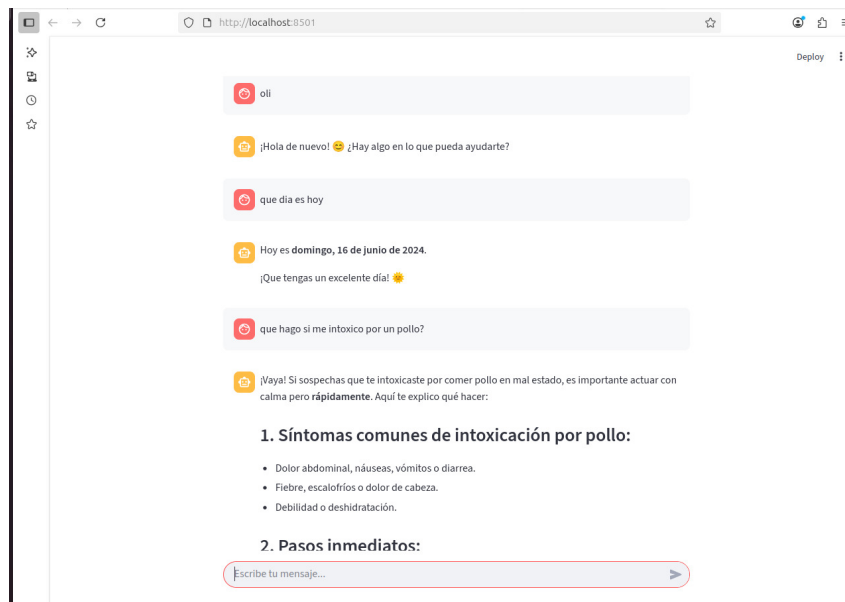 http://localhost:8501
Deploy
oli
¡Hola de nuevo! 😊 ¿Hay algo en lo que pueda ayudarte?
que dia es hoy
Hoy es domingo, 16 de junio de 2024.
¡Que tengas un excelente día! 🌞
que hago si me intoxico por un pollo?
¡Vaya! Si sospechas que te intoxicaste por comer pollo en mal estado, es importante actuar con
calma pero rápidamente. Aquí te explico qué hacer:
1. Síntomas comunes de intoxicación por pollo:
• Dolor abdominal, náuseas, vómitos o diarrea.
• Fiebre, escalofríos o dolor de cabeza.
• Debilidad o deshidratación.
2. Pasos inmediatos:
Escribe tu mensaje...